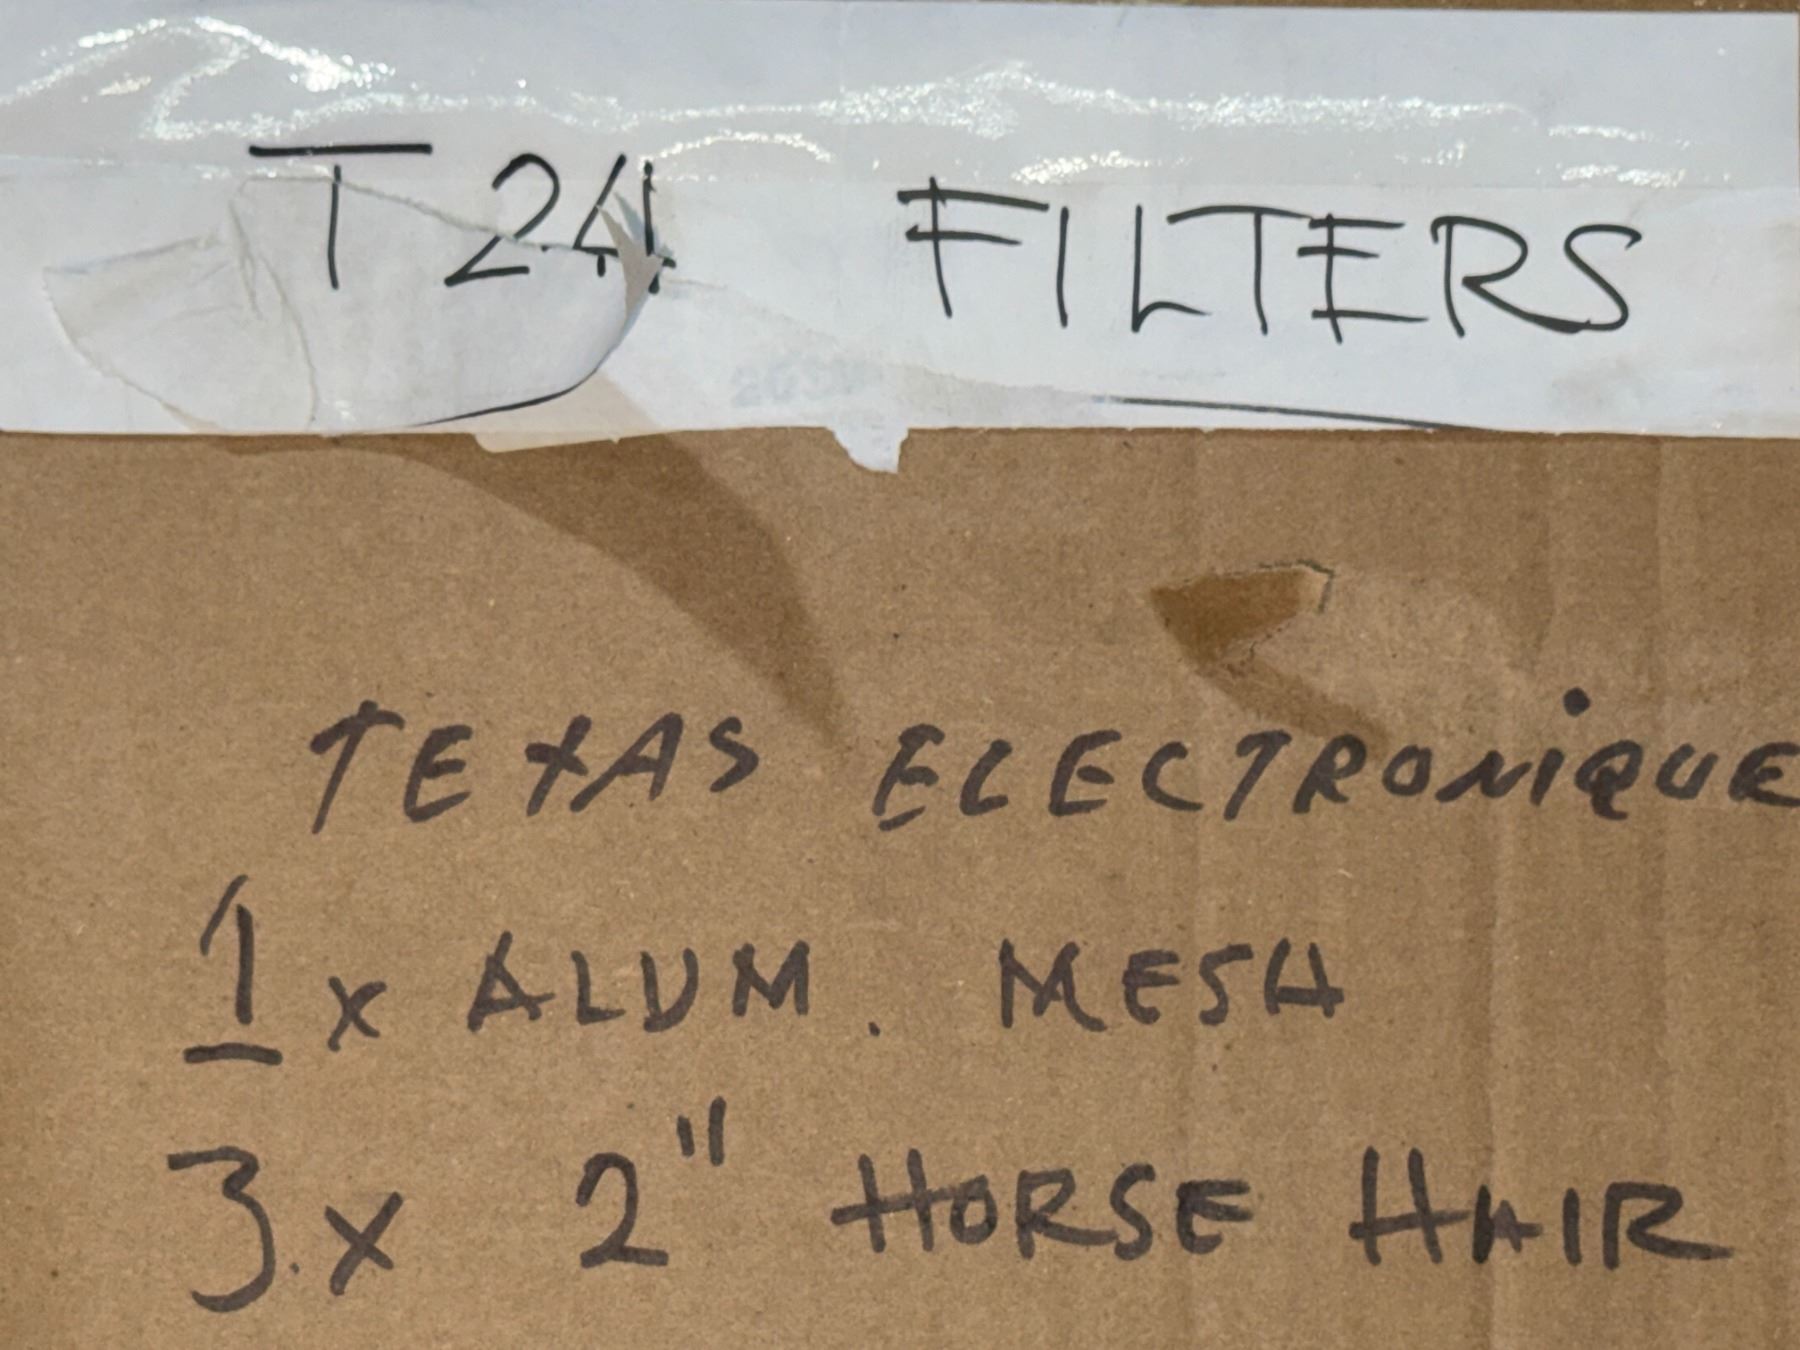 T 24 FILTERS
TEXAS ELECTRONIQUE
1 x ALUM. MESH
3 x 2" HORSE HAIR